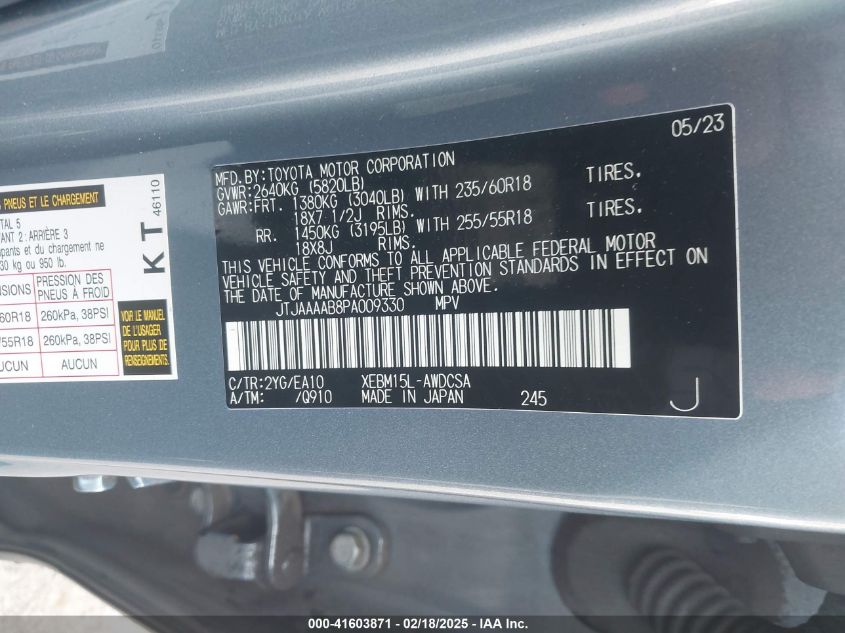 05/23
MFD.BY:TOYOTA MOTOR CORPORATION
GVWR:2640KG (5820LB)
GAWR:FRT. 1380KG (3040LB) WITH 235/60R18 TIRES.
18X7 1/2J RIMS.
RR. 1450KG (3195LB) WITH 255/55R18 TIRES.
18X8J RIMS.
THIS VEHICLE CONFORMS TO ALL APPLICABLE FEDERAL MOTOR
VEHICLE SAFETY AND THEFT PREVENTION STANDARDS IN EFFECT ON
THE DATE OF MANUFACTURE SHOWN ABOVE.
JTJAAAAB8PA009330 MPV
C/TR:2YG/EA10 XEBM15L-AWDCSA
A/TM: /Q910 MADE IN JAPAN 245 J
PNEUS ET LE CHARGEMENT
TAL 5
ANT 2: ARRIÈRE 3
upants et du chargement ne
30 kg ou 950 lb.
NSIONS PRESSION DES
PNEUS À FROID
60R18 260kPa, 38PSI
55R18 260kPa, 38PSI
UCUN AUCUN
VOIR LE MANUEL
DE L'USAGER
POUR PLUS DE
RENSEIGNEMENTS
KT 46110
000-41603871 - 02/18/2025 - IAA Inc.